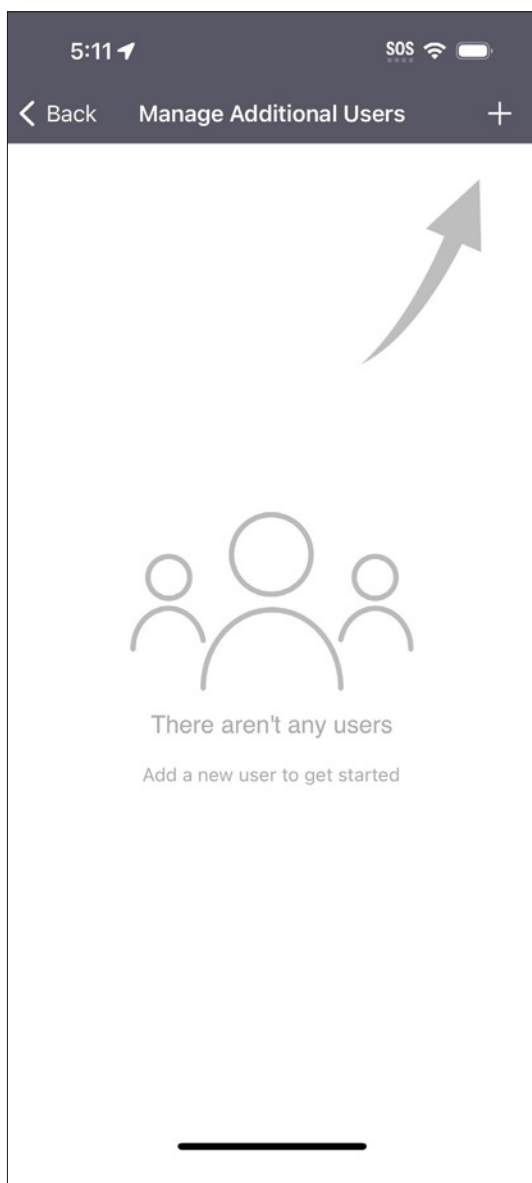 5:11 SOS
Back Manage Additional Users +
There aren't any users
Add a new user to get started